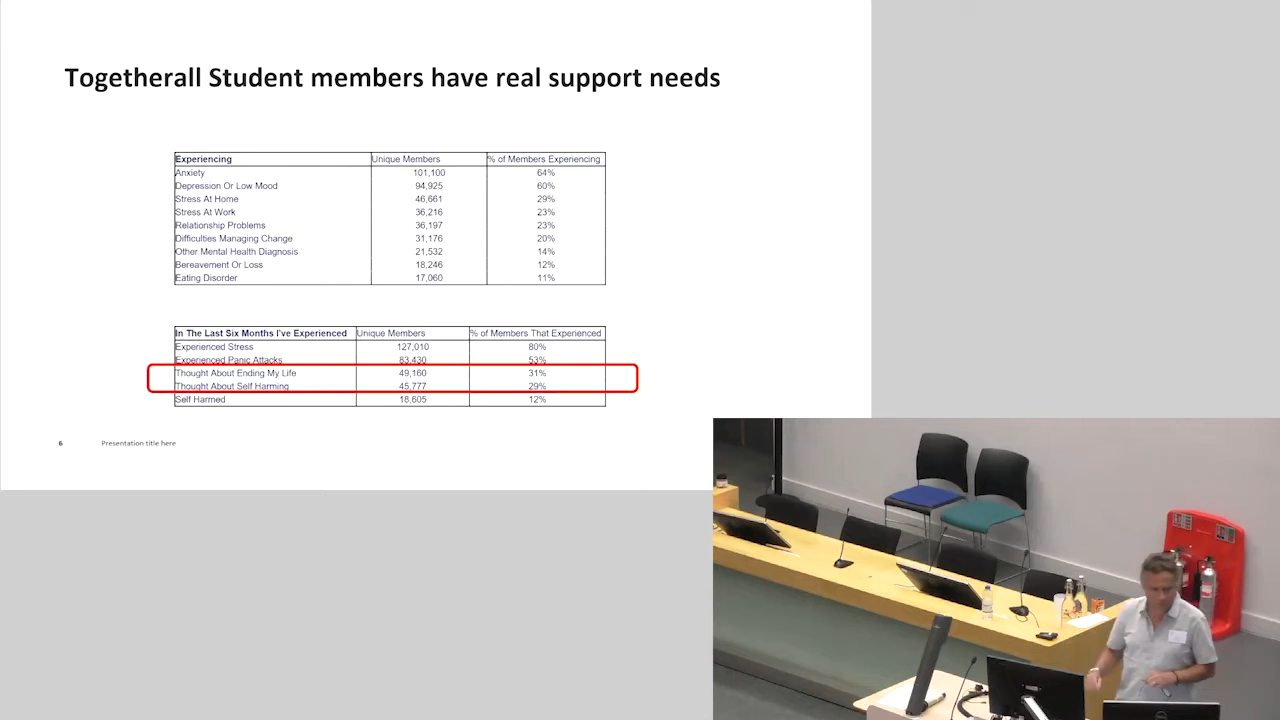 Togetherall Student members have real support needs
Experiencing Unique Members % of Members Experiencing
Anxiety 101,100 64%
Depression Or Low Mood 94,925 60%
Stress At Home 46,661 29%
Stress At Work 36,216 23%
Relationship Problems 36,197 23%
Difficulties Managing Change 31,176 20%
Other Mental Health Diagnosis 21,532 14%
Bereavement Or Loss 18,246 12%
Eating Disorder 17,060 11%
In The Last Six Months I've Experienced Unique Members % of Members That Experienced
Experienced Stress 127,010 80%
Experienced Panic Attacks 83,430 53%
Thought About Ending My Life 49,160 31%
Thought About Self Harming 45,777 29%
Self Harmed 18,605 12%
6 Presentation title here